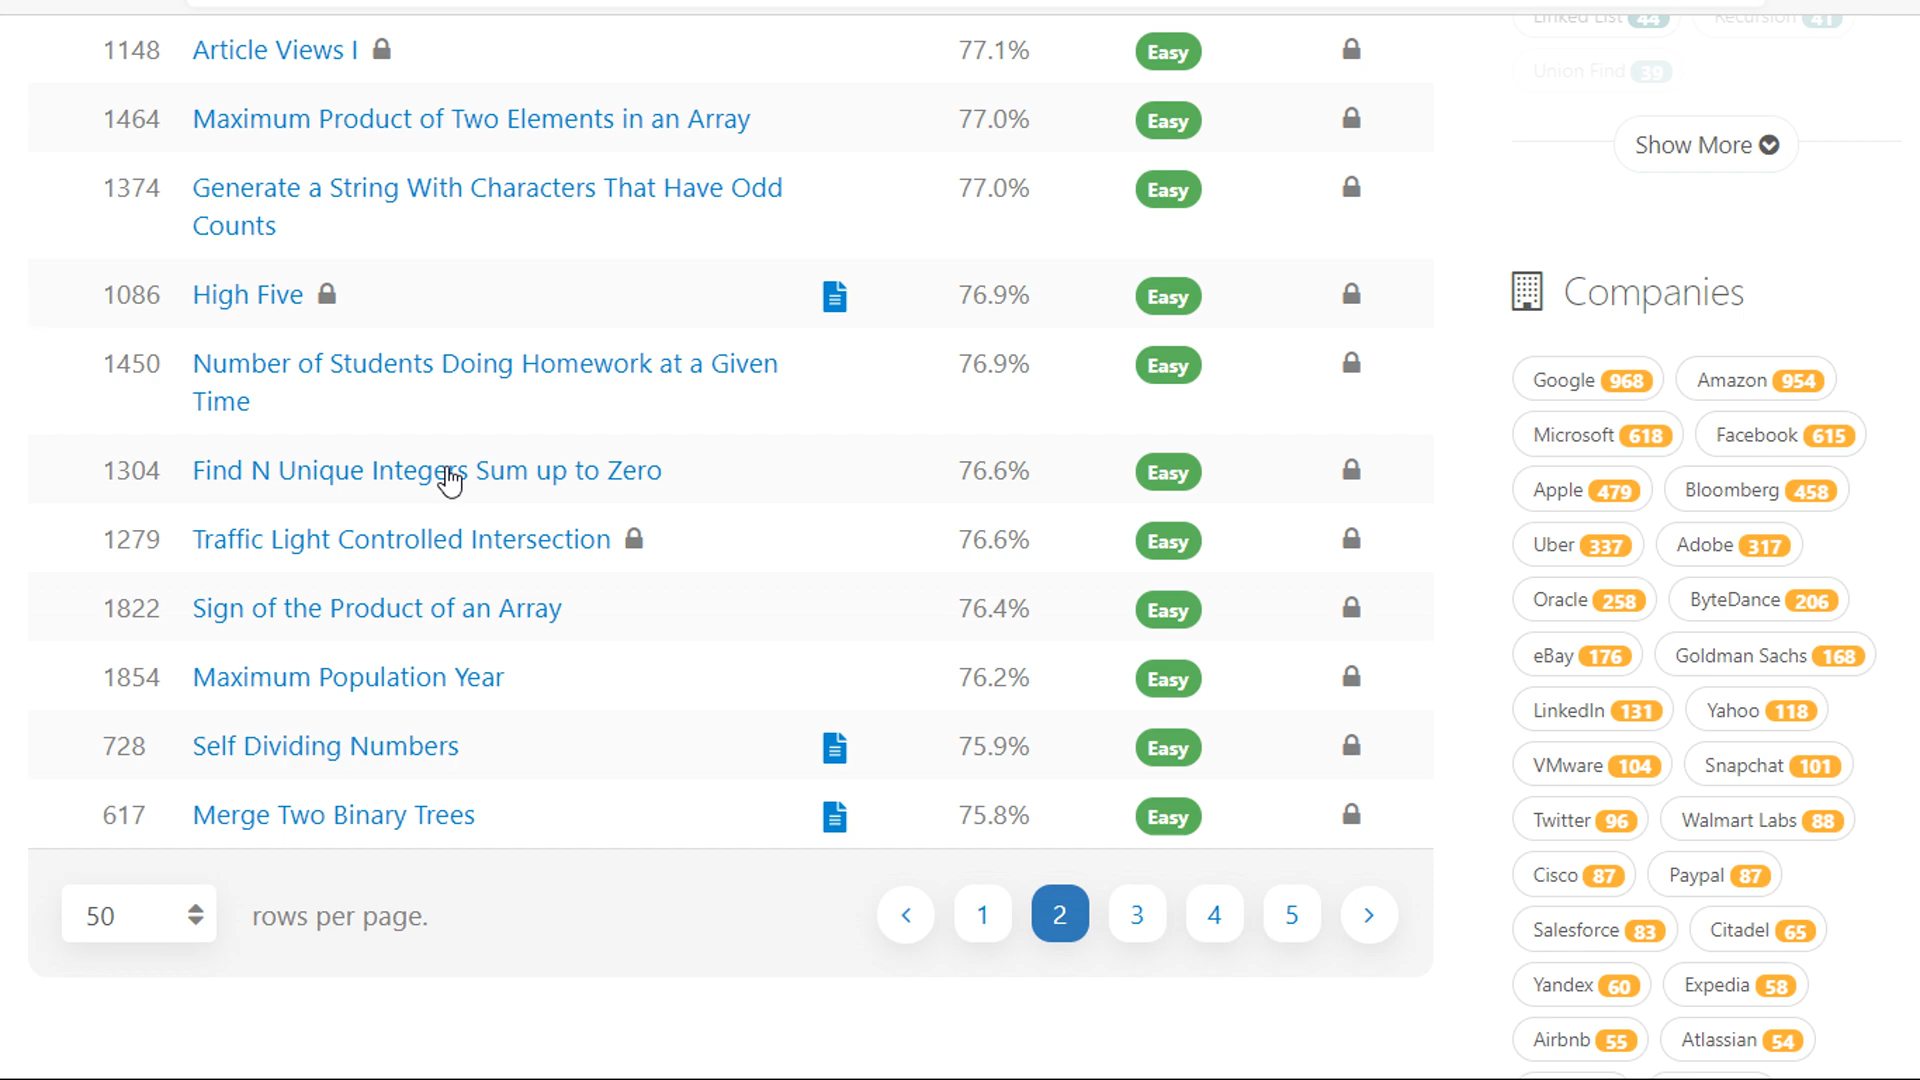 1148 Article Views I 77.1% Easy
1464 Maximum Product of Two Elements in an Array 77.0% Easy
1374 Generate a String With Characters That Have Odd 77.0% Easy
Counts
1086 High Five 76.9% Easy
1450 Number of Students Doing Homework at a Given 76.9% Easy
Time
1304 Find N Unique Integers Sum up to Zero 76.6% Easy
1279 Traffic Light Controlled Intersection 76.6% Easy
1822 Sign of the Product of an Array 76.4% Easy
1854 Maximum Population Year 76.2% Easy
728 Self Dividing Numbers 75.9% Easy
617 Merge Two Binary Trees 75.8% Easy
50 rows per page. 1 2 3 4 5
Linked List 44 Recursion 41
Union Find 39
Show More
Companies
Google 968 Amazon 954
Microsoft 618 Facebook 615
Apple 479 Bloomberg 458
Uber 337 Adobe 317
Oracle 258 ByteDance 206
eBay 176 Goldman Sachs 168
LinkedIn 131 Yahoo 118
VMware 104 Snapchat 101
Twitter 96 Walmart Labs 88
Cisco 87 Paypal 87
Salesforce 83 Citadel 65
Yandex 60 Expedia 58
Airbnb 55 Atlassian 54